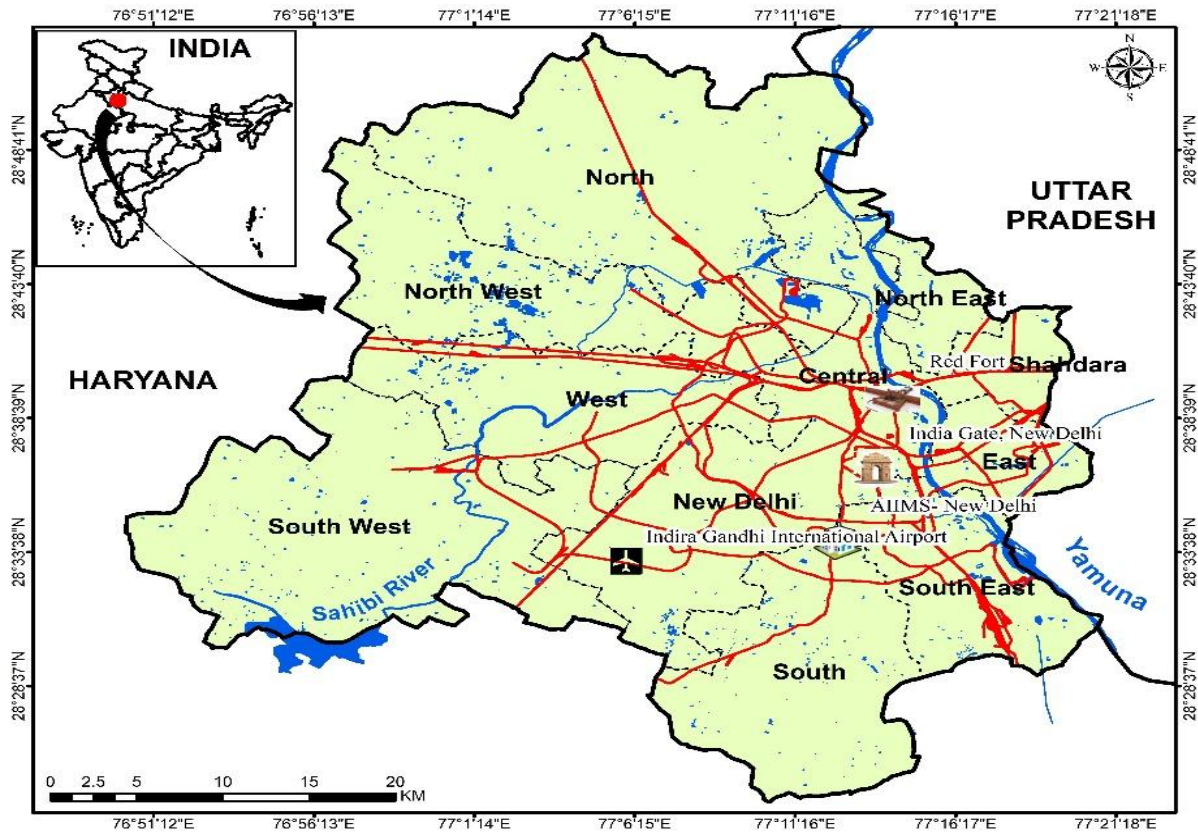 76°51'12"E 76°56'13"E 77°1'14"E 77°6'15"E 77°11'16"E 77°16'17"E 77°21'18"E
INDIA
N
W E
S
28°48'41"N
28°48'41"N
North
UTTAR
PRADESH
28°43'40"N
28°43'40"N
North West
North East
Red Fort
Shahdara
HARYANA
Central
West
28°38'39"N
28°38'39"N
India Gate, New Delhi
East
New Delhi
AIIMS- New Delhi
South West
Indira Gandhi International Airport
28°33'38"N
28°33'38"N
Yamuna
South East
Sahibi River
South
28°28'37"N
28°28'37"N
0 2.5 5 10 15 20
KM
76°51'12"E 76°56'13"E 77°1'14"E 77°6'15"E 77°11'16"E 77°16'17"E 77°21'18"E